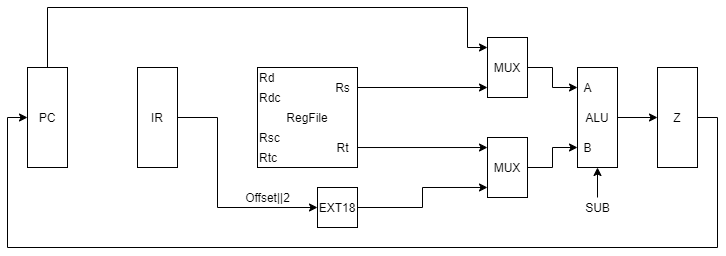 MUX
Rd
Rdc
Rs
A
PC
IR
RegFile
ALU
Z
Rsc
Rt
B
Rtc
MUX
Offset||2
EXT18
SUB